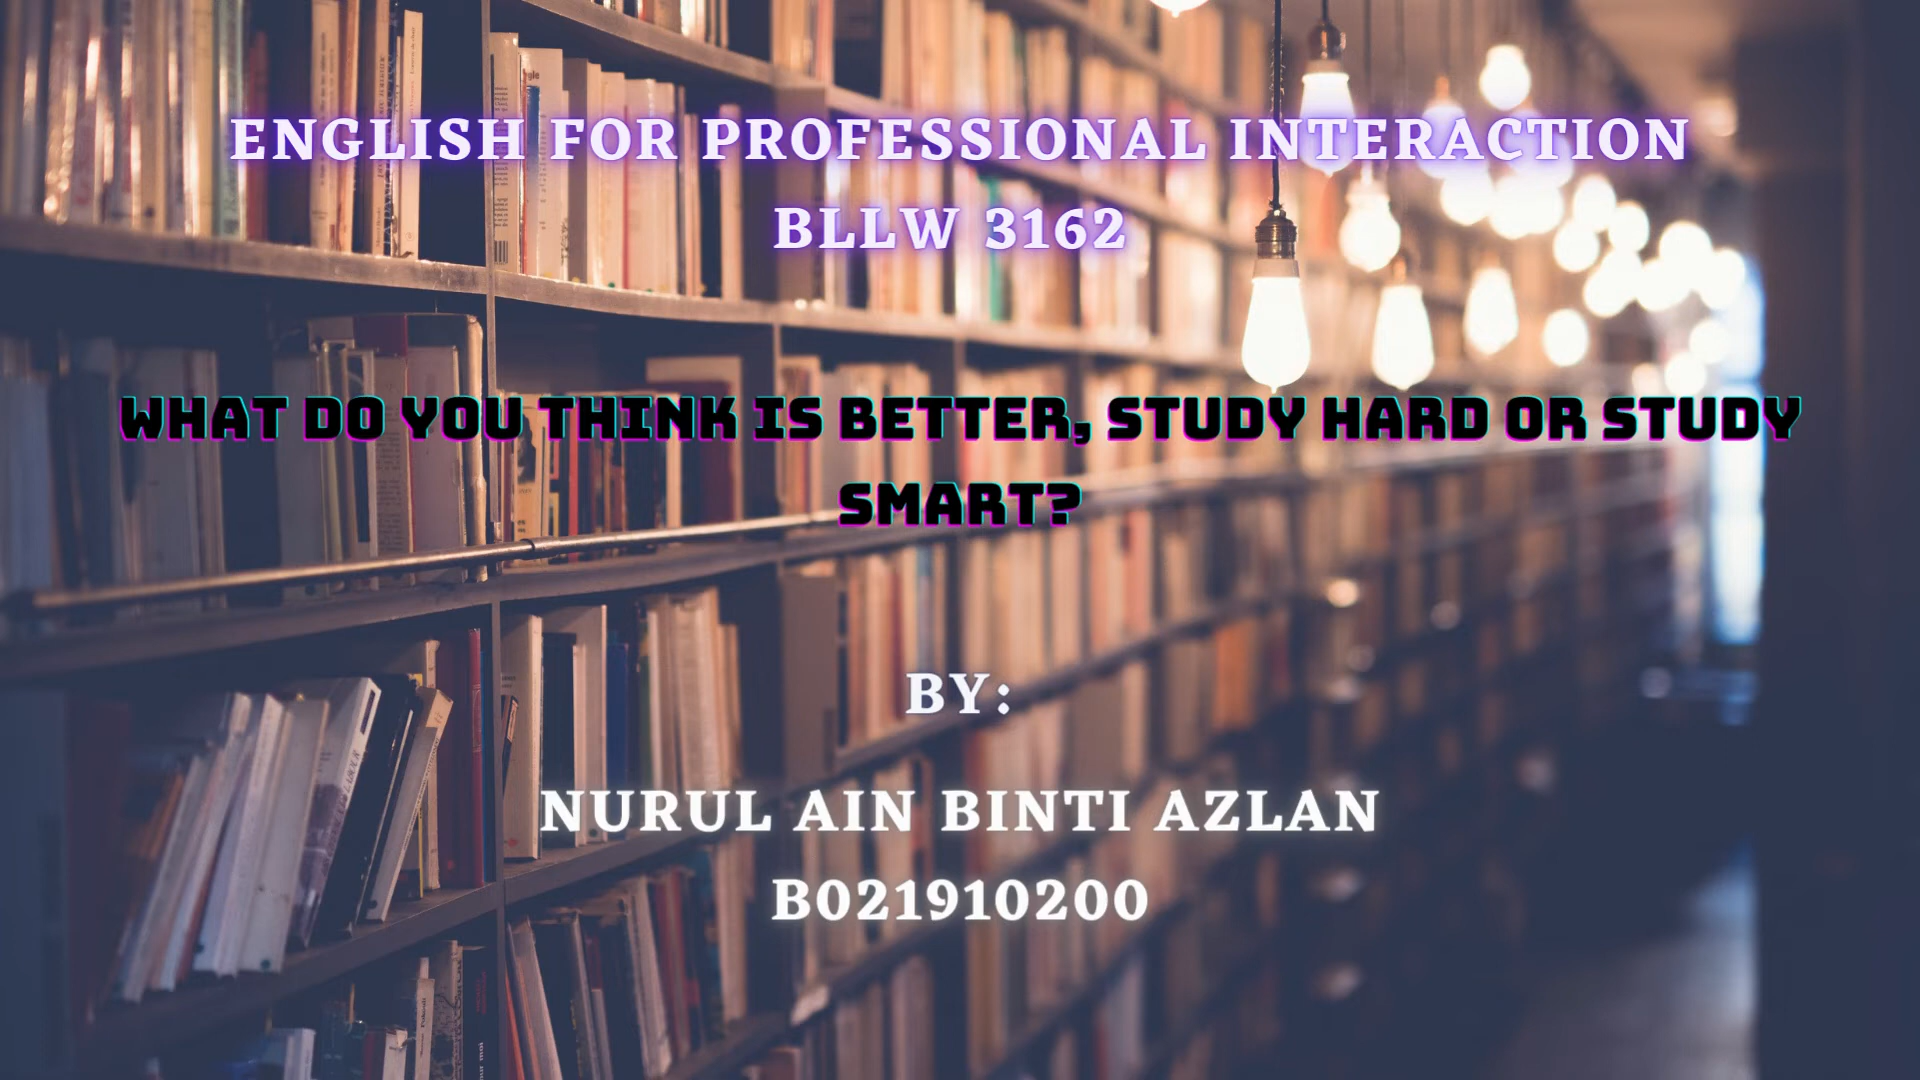 ENGLISH FOR PROFESSIONAL INTERACTION
BLLW 3162
WHAT DO YOU THINK IS BETTER, STUDY HARD OR STUDY
SMART?
BY:
NURUL AIN BINTI AZLAN
B021910200